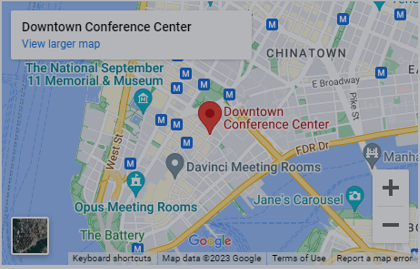 Downtown Conference Center
View larger map
CHINATOWN
The National September
11 Memorial & Museum
E Broadway
Pike St
Downtown
Conference Center
West St
FDR Dr
Manha
Davinci Meeting Rooms
Opus Meeting Rooms
Jane's Carousel
The Battery
Google
+
−
Keyboard shortcuts
Map data ©2023 Google
Terms of Use
Report a map error